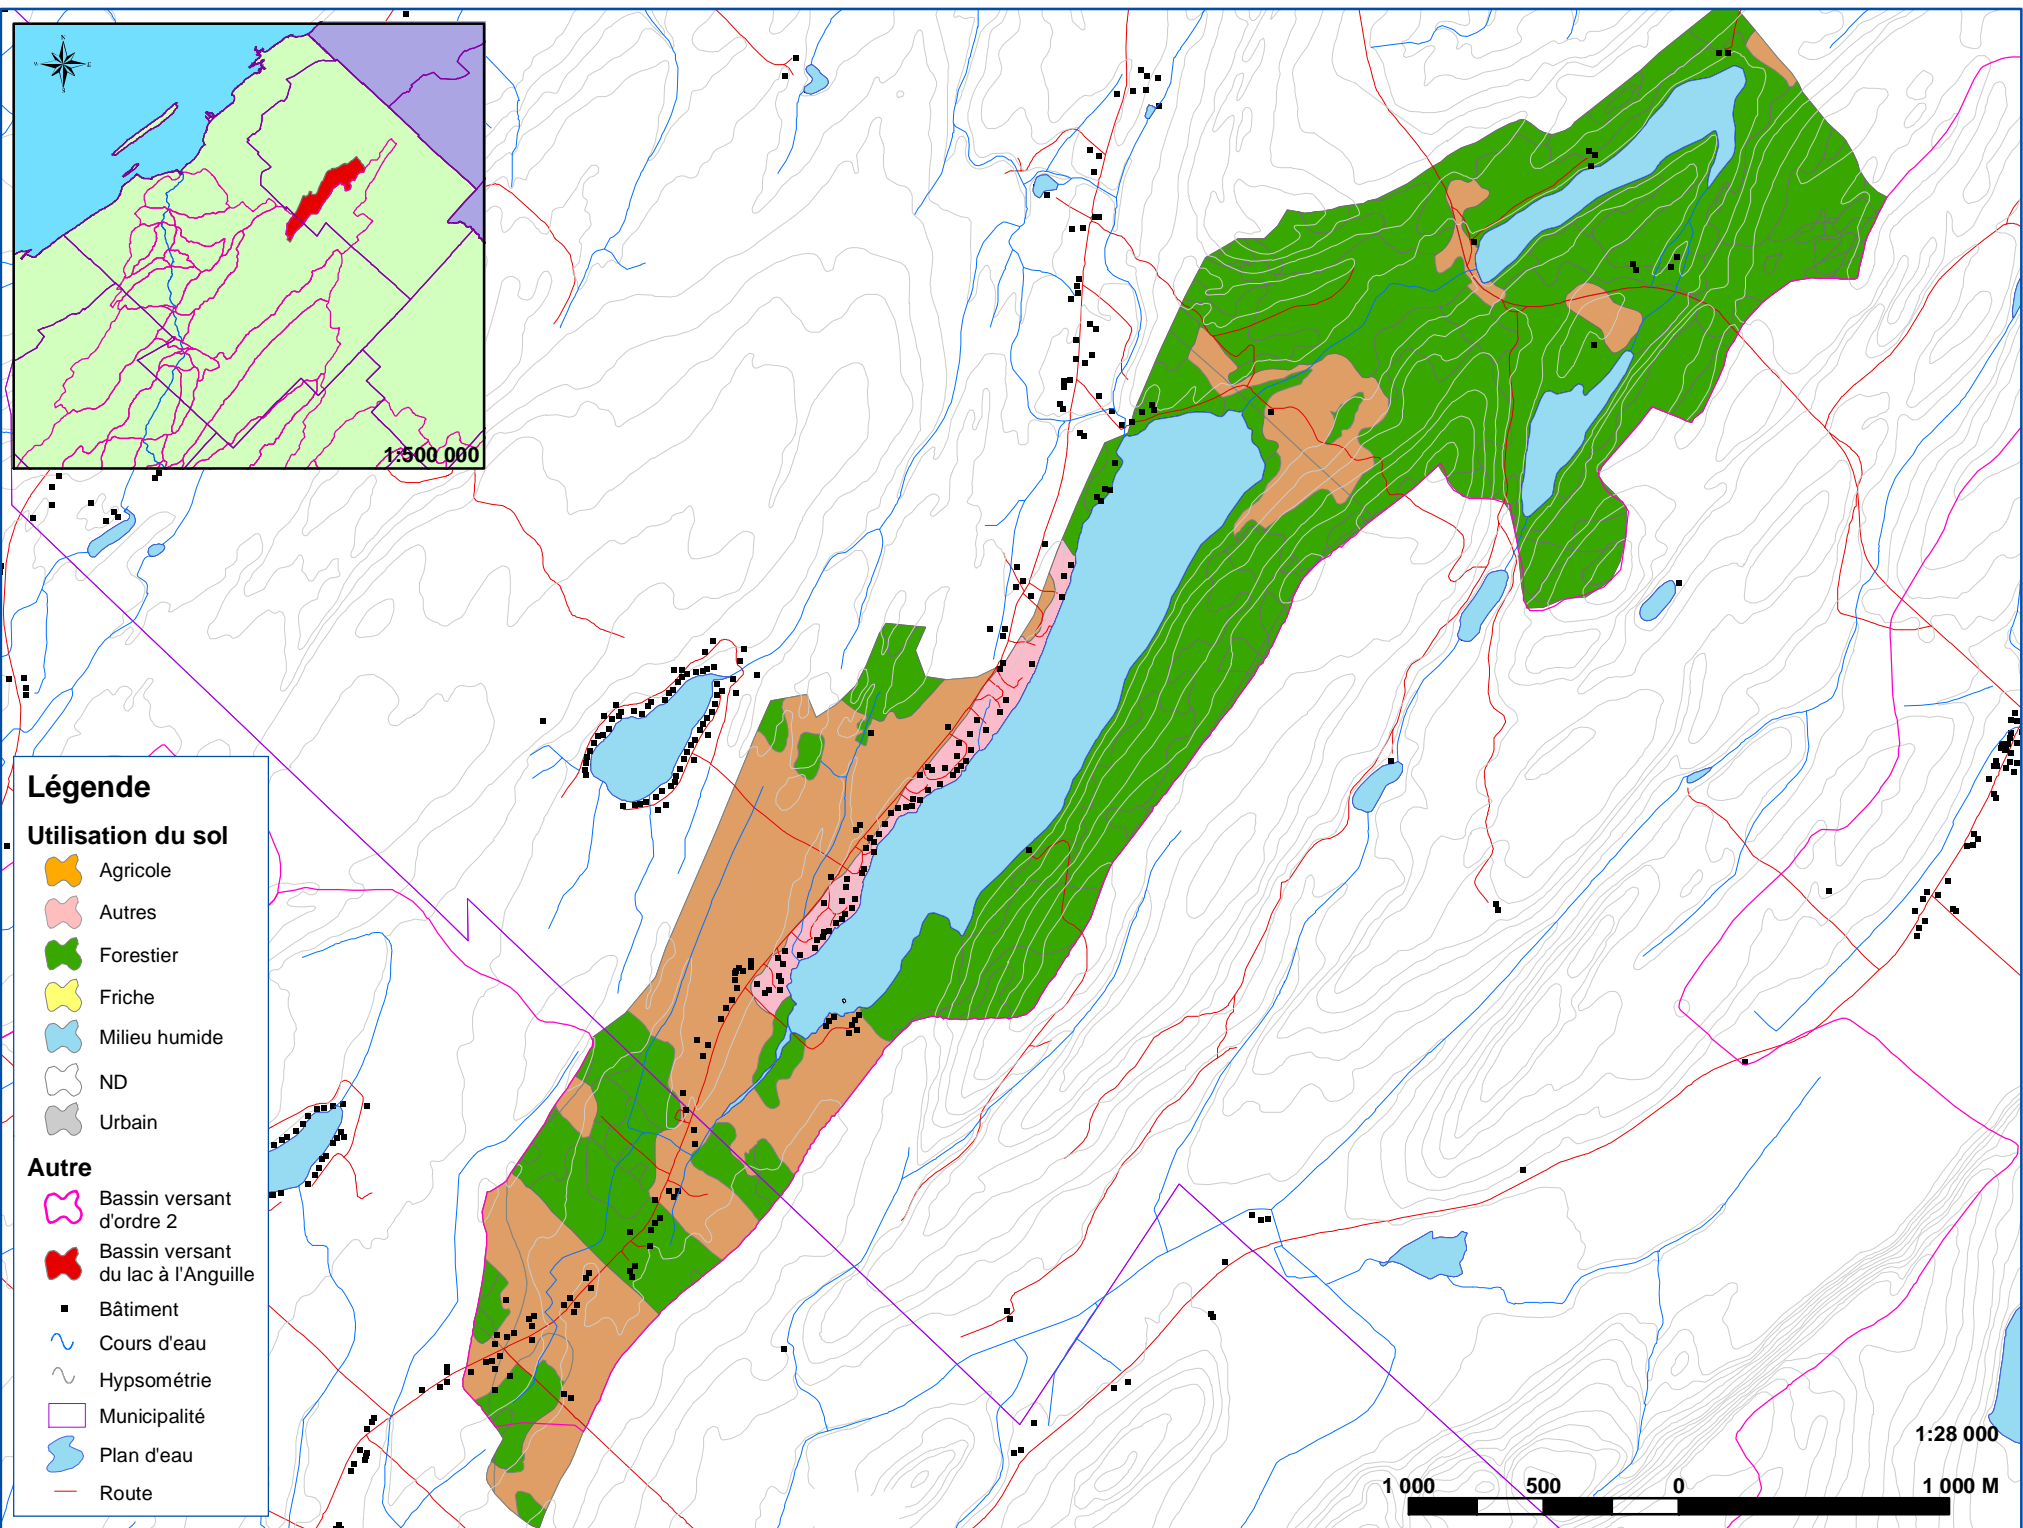 N
W
E
S
1:500 000
Légende
Utilisation du sol
Agricole
Autres
Forestier
Friche
Milieu humide
ND
Urbain
Autre
Bassin versant
d'ordre 2
Bassin versant
du lac à l'Anguille
Bâtiment
Cours d'eau
Hypsométrie
Municipalité
Plan d'eau
Route
1:28 000
1 000 500 0 1 000 M